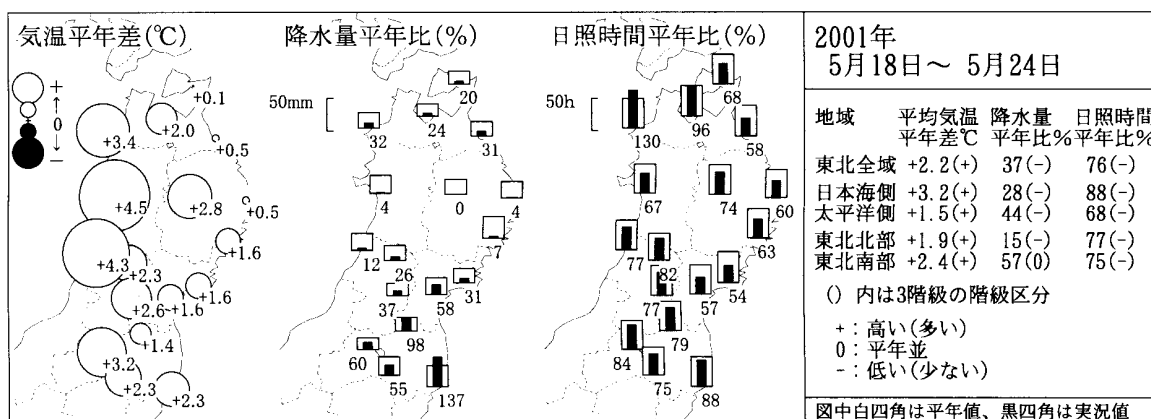 気温平年差(℃)
+
↑
0
↓
−
+0.1
+2.0
+3.4
+0.5
+4.5
+2.8
+0.5
+1.6
+4.3
+2.3
+1.6
+2.6
+1.6
+1.4
+3.2
+2.3
+2.3
降水量平年比(%)
50mm
20
24
32
31
4
0
4
7
12
26
31
37
58
98
60
55
137
日照時間平年比(%)
50h
68
96
130
58
67
74
60
63
77
82
54
77
57
79
84
75
88
2001年
5月18日～ 5月24日
地域 平均気温 降水量 日照時間
平年差℃ 平年比% 平年比%
東北全域 +2.2(+) 37(-) 76(-)
日本海側 +3.2(+) 28(-) 88(-)
太平洋側 +1.5(+) 44(-) 68(-)
東北北部 +1.9(+) 15(-) 77(-)
東北南部 +2.4(+) 57(0) 75(-)
() 内は3階級の階級区分
+：高い(多い)
0：平年並
-：低い(少ない)
図中白四角は平年値、黒四角は実況値